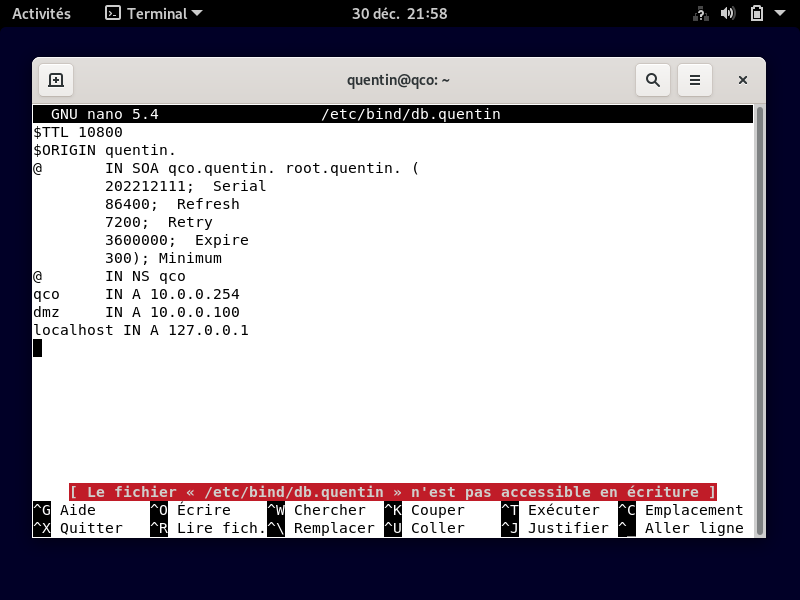 Activités Terminal 30 déc. 21:58
quentin@qco: ~
GNU nano 5.4 /etc/bind/db.quentin
$TTL 10800
$ORIGIN quentin.
@ IN SOA qco.quentin. root.quentin. (
202212111; Serial
86400; Refresh
7200; Retry
3600000; Expire
300); Minimum
@ IN NS qco
qco IN A 10.0.0.254
dmz IN A 10.0.0.100
localhost IN A 127.0.0.1
[ Le fichier « /etc/bind/db.quentin » n'est pas accessible en écriture ]
^G Aide ^O Écrire ^W Chercher ^K Couper ^T Exécuter ^C Emplacement
^X Quitter ^R Lire fich. ^\ Remplacer ^U Coller ^J Justifier ^_ Aller ligne